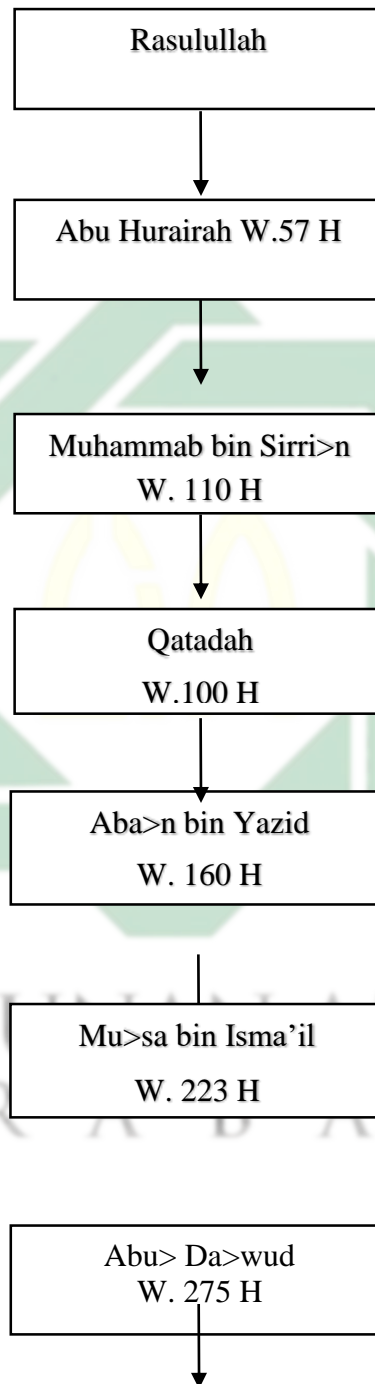 Rasulullah
Abu Hurairah W.57 H
Muhammab bin Sirri>n
W. 110 H
Qatadah
W.100 H
Aba>n bin Yazid
W. 160 H
Mu>sa bin Isma’il
W. 223 H
Abu> Da>wud
W. 275 H